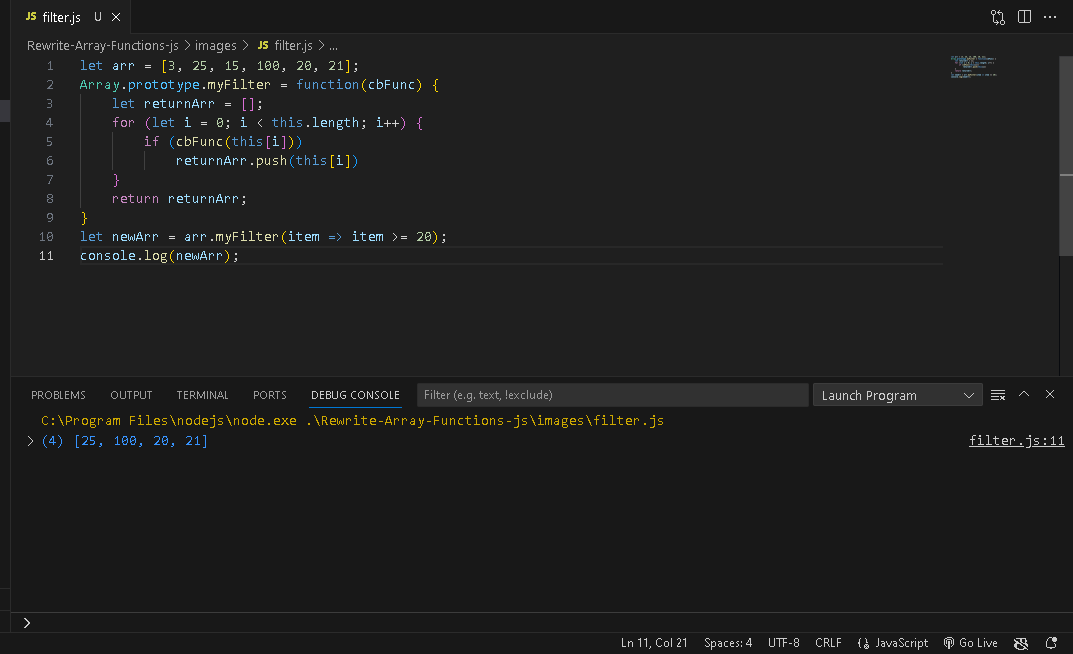 JS filter.js U
Rewrite-Array-Functions-js > images > JS filter.js > ...
1 let arr = [3, 25, 15, 100, 20, 21];
2 Array.prototype.myFilter = function(cbFunc) {
3 let returnArr = [];
4 for (let i = 0; i < this.length; i++) {
5 if (cbFunc(this[i]))
6 returnArr.push(this[i])
7 }
8 return returnArr;
9 }
10 let newArr = arr.myFilter(item => item >= 20);
11 console.log(newArr);
PROBLEMS OUTPUT TERMINAL PORTS DEBUG CONSOLE Filter (e.g. text, !exclude) Launch Program
C:\Program Files\nodejs\node.exe .\Rewrite-Array-Functions-js\images\filter.js
> (4) [25, 100, 20, 21] filter.js:11
>
Ln 11, Col 21 Spaces: 4 UTF-8 CRLF JavaScript Go Live